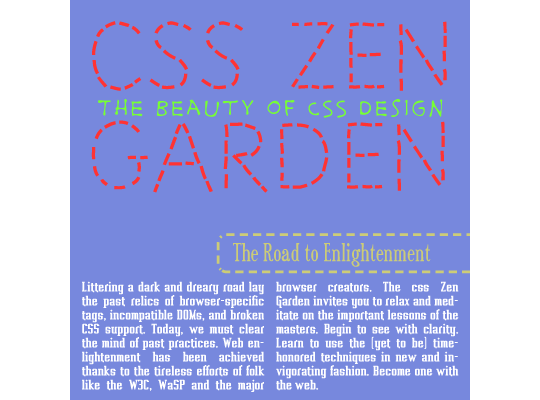 CSS ZEN
THE BEAUTY OF CSS DESIGN
GARDEN
The Road to Enlightenment
Littering a dark and dreary road lay
the past relics of browser-specific
tags, incompatible DOMs, and broken
CSS support. Today, we must clear
the mind of past practices. Web en-
lightenment has been achieved
thanks to the tireless efforts of folk
like the W3C, WaSP and the major
browser creators. The css Zen
Garden invites you to relax and med-
itate on the important lessons of the
masters. Begin to see with clarity.
Learn to use the (yet to be) time-
honored techniques in new and in-
vigorating fashion. Become one with
the web.